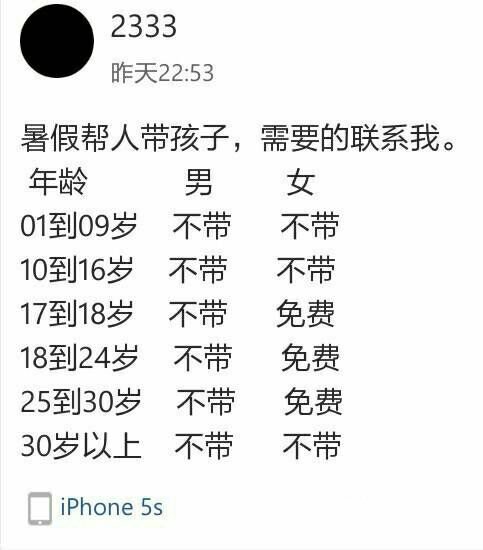 2333
昨天22:53
暑假帮人带孩子，需要的联系我。
年龄 男 女
01到09岁 不带 不带
10到16岁 不带 不带
17到18岁 不带 免费
18到24岁 不带 免费
25到30岁 不带 免费
30岁以上 不带 不带
iPhone 5s